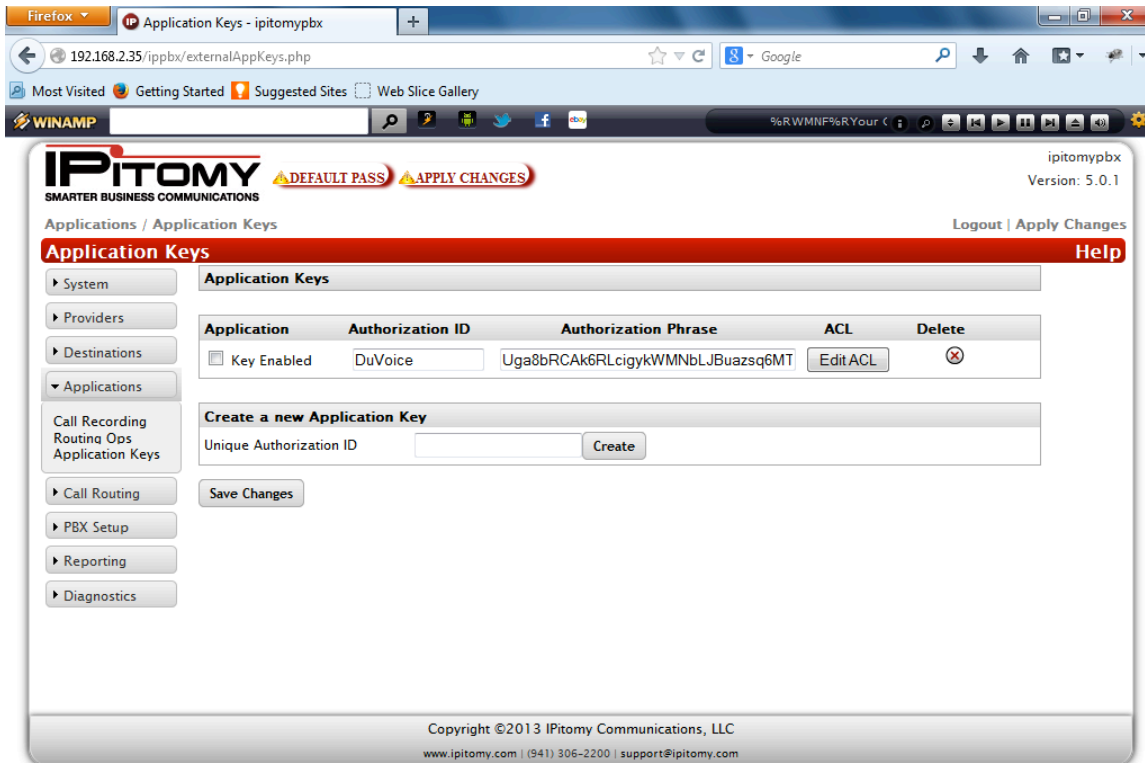 Firefox
Application Keys - ipitomypbx
192.168.2.35/ippbx/externalAppKeys.php
Google
Most Visited Getting Started Suggested Sites Web Slice Gallery
WINAMP ebay %RWMNF%RYour
IPITOMY
SMARTER BUSINESS COMMUNICATIONS
DEFAULT PASS APPLY CHANGES
ipitomypbx
Version: 5.0.1
Applications / Application Keys
Logout | Apply Changes
Application Keys Help
System
Providers
Destinations
Applications
Call Recording
Routing Ops
Application Keys
Call Routing
PBX Setup
Reporting
Diagnostics
Application Keys
Application Authorization ID Authorization Phrase ACL Delete
Key Enabled DuVoice Uga8bRCAk6RLcigykWMNbLJBuazsq6MT Edit ACL
Create a new Application Key
Unique Authorization ID Create
Save Changes
Copyright ©2013 IPitomy Communications, LLC
www.ipitomy.com | (941) 306-2200 | support@ipitomy.com